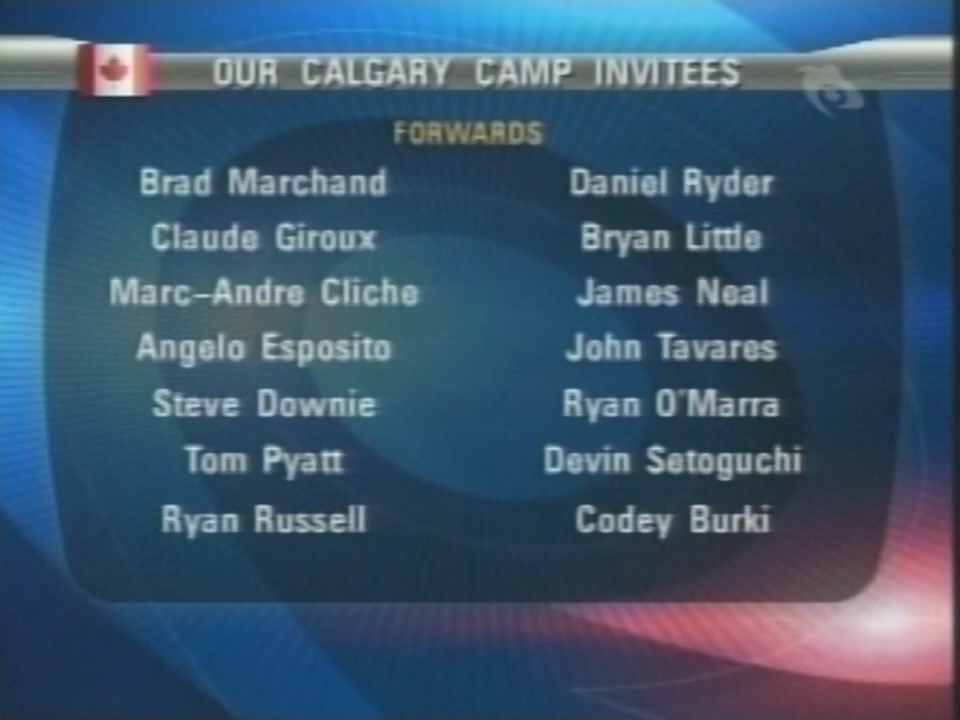 OUR CALGARY CAMP INVITEES
FORWARDS
Brad Marchand
Claude Giroux
Marc-Andre Cliche
Angelo Esposito
Steve Downie
Tom Pyatt
Ryan Russell
Daniel Ryder
Bryan Little
James Neal
John Tavares
Ryan O'Marra
Devin Setoguchi
Codey Burki